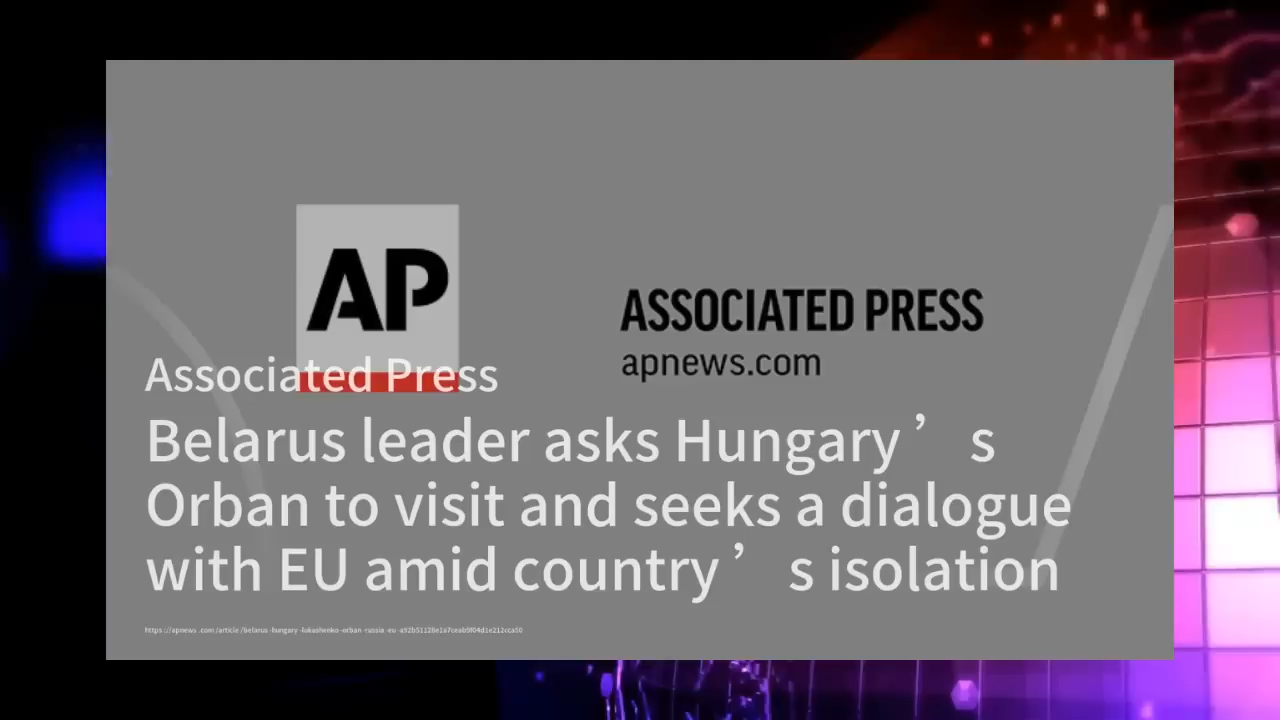 AP
ASSOCIATED PRESS
apnews.com
Associated Press
Belarus leader asks Hungary’s
Orban to visit and seeks a dialogue
with EU amid country’s isolation